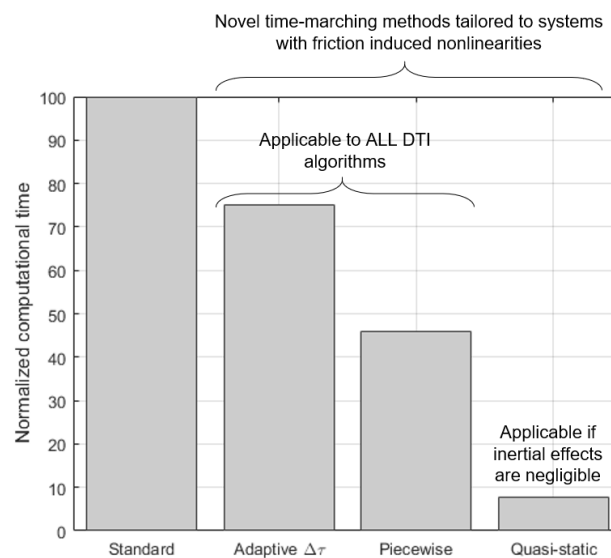 Novel time-marching methods tailored to systems
with friction induced nonlinearities
Applicable to ALL DTI
algorithms
Applicable if
inertial effects
are negligible
Normalized computational time
100
90
80
70
60
50
40
30
20
10
0
Standard
Adaptive Δτ
Piecewise
Quasi-static